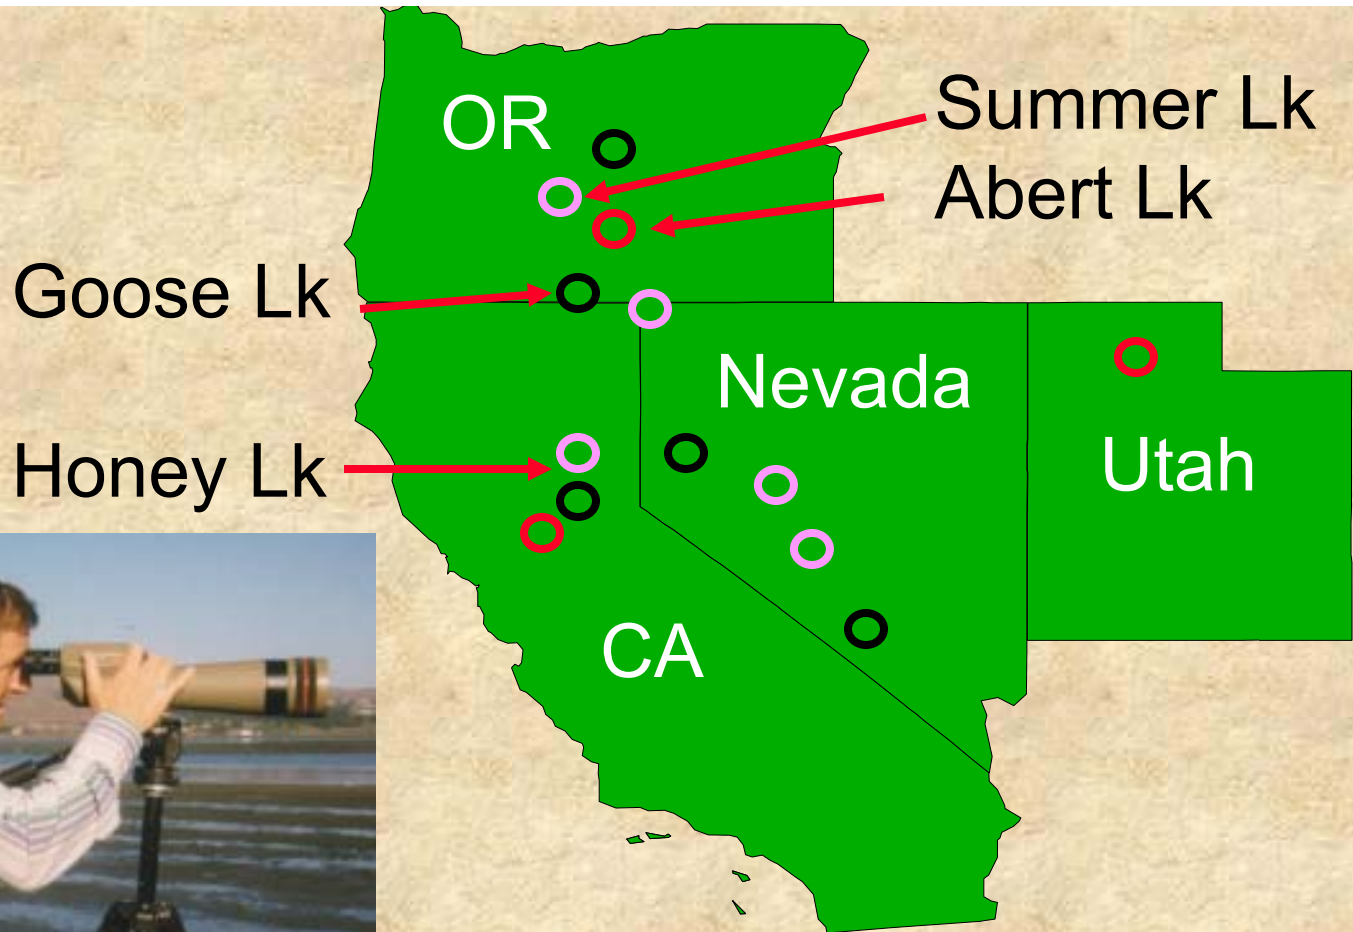 Summer Lk
OR
Abert Lk
Goose Lk
Nevada
Honey Lk
Utah
CA